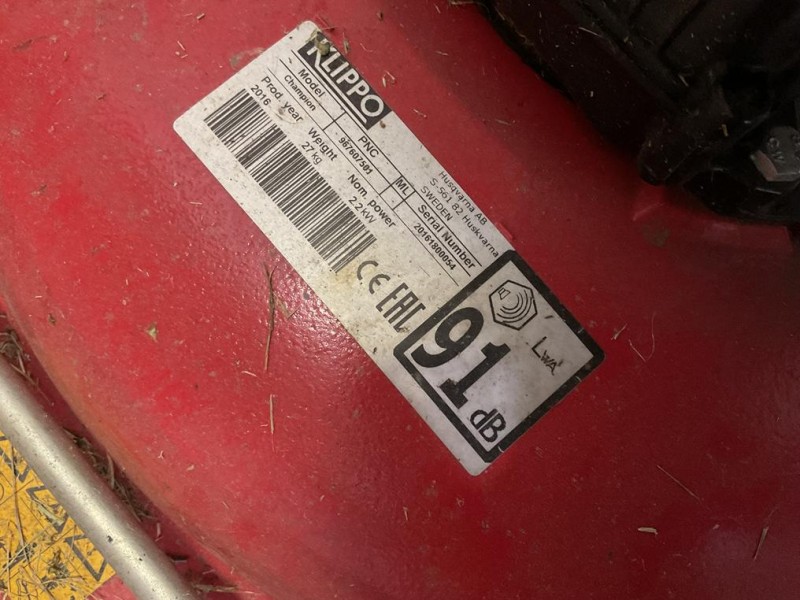 KLIPPO
Husqvarna AB
S-561 82 Huskvarna
SWEDEN
Model PNC ML Serial Number
Champion 967607501 20161800054
Prod. year Weight Nom. power
2016 27 kg 2.2 kW
CE EAC
LWA
91 dB